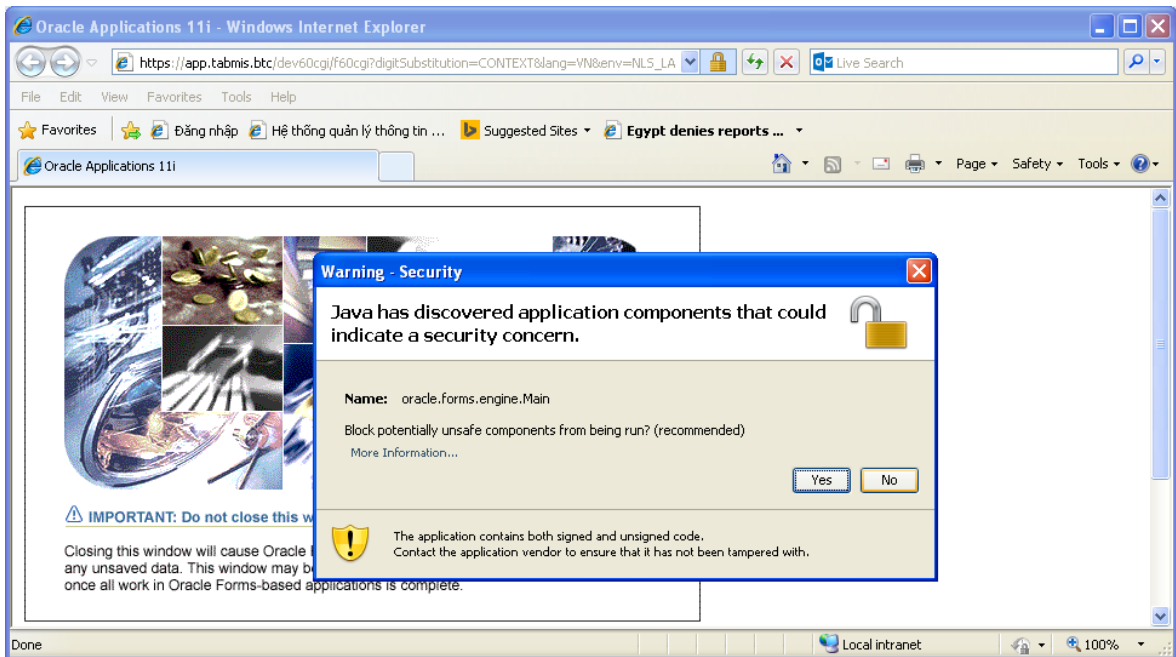 Oracle Applications 11i - Windows Internet Explorer
https://app.tabmis.btc/dev60cgi/f60cgi?digitSubstitution=CONTEXT&lang=VN&env=NLS_LA
Live Search
File Edit View Favorites Tools Help
Favorites Đăng nhập Hệ thống quản lý thông tin ... Suggested Sites Egypt denies reports ...
Oracle Applications 11i
Page Safety Tools
Warning - Security
Java has discovered application components that could
indicate a security concern.
Name: oracle.forms.engine.Main
Block potentially unsafe components from being run? (recommended)
More Information...
Yes No
The application contains both signed and unsigned code.
Contact the application vendor to ensure that it has not been tampered with.
IMPORTANT: Do not close this w
Closing this window will cause Oracle
any unsaved data. This window may b
once all work in Oracle Forms-based applications is complete.
Done Local intranet 100%